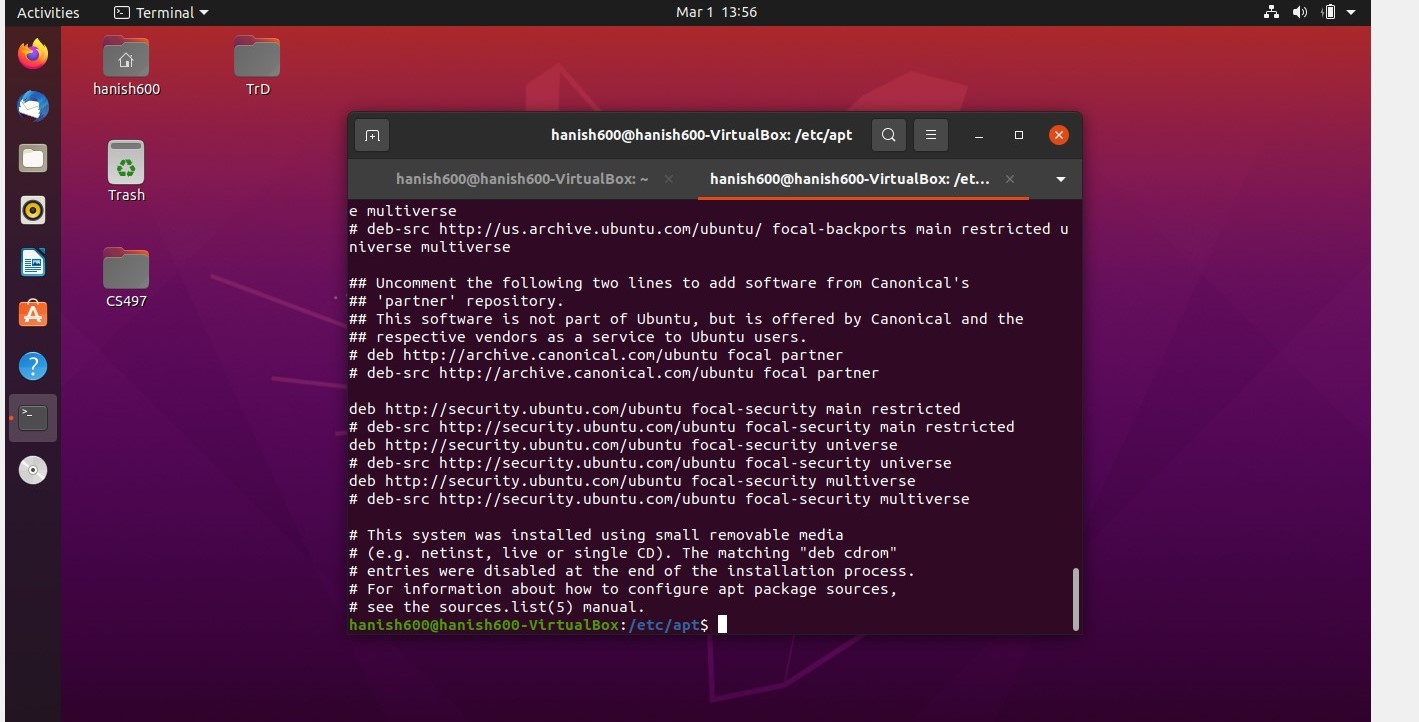 Activities
Terminal
Mar 1 13:56
hanish600
TrD
Trash
CS497
hanish600@hanish600-VirtualBox: /etc/apt
hanish600@hanish600-VirtualBox: ~
hanish600@hanish600-VirtualBox: /et...
e multiverse
# deb-src http://us.archive.ubuntu.com/ubuntu/ focal-backports main restricted u
niverse multiverse
## Uncomment the following two lines to add software from Canonical's
## 'partner' repository.
## This software is not part of Ubuntu, but is offered by Canonical and the
## respective vendors as a service to Ubuntu users.
# deb http://archive.canonical.com/ubuntu focal partner
# deb-src http://archive.canonical.com/ubuntu focal partner
deb http://security.ubuntu.com/ubuntu focal-security main restricted
# deb-src http://security.ubuntu.com/ubuntu focal-security main restricted
deb http://security.ubuntu.com/ubuntu focal-security universe
# deb-src http://security.ubuntu.com/ubuntu focal-security universe
deb http://security.ubuntu.com/ubuntu focal-security multiverse
# deb-src http://security.ubuntu.com/ubuntu focal-security multiverse
# This system was installed using small removable media
# (e.g. netinst, live or single CD). The matching "deb cdrom"
# entries were disabled at the end of the installation process.
# For information about how to configure apt package sources,
# see the sources.list(5) manual.
hanish600@hanish600-VirtualBox:/etc/apt$